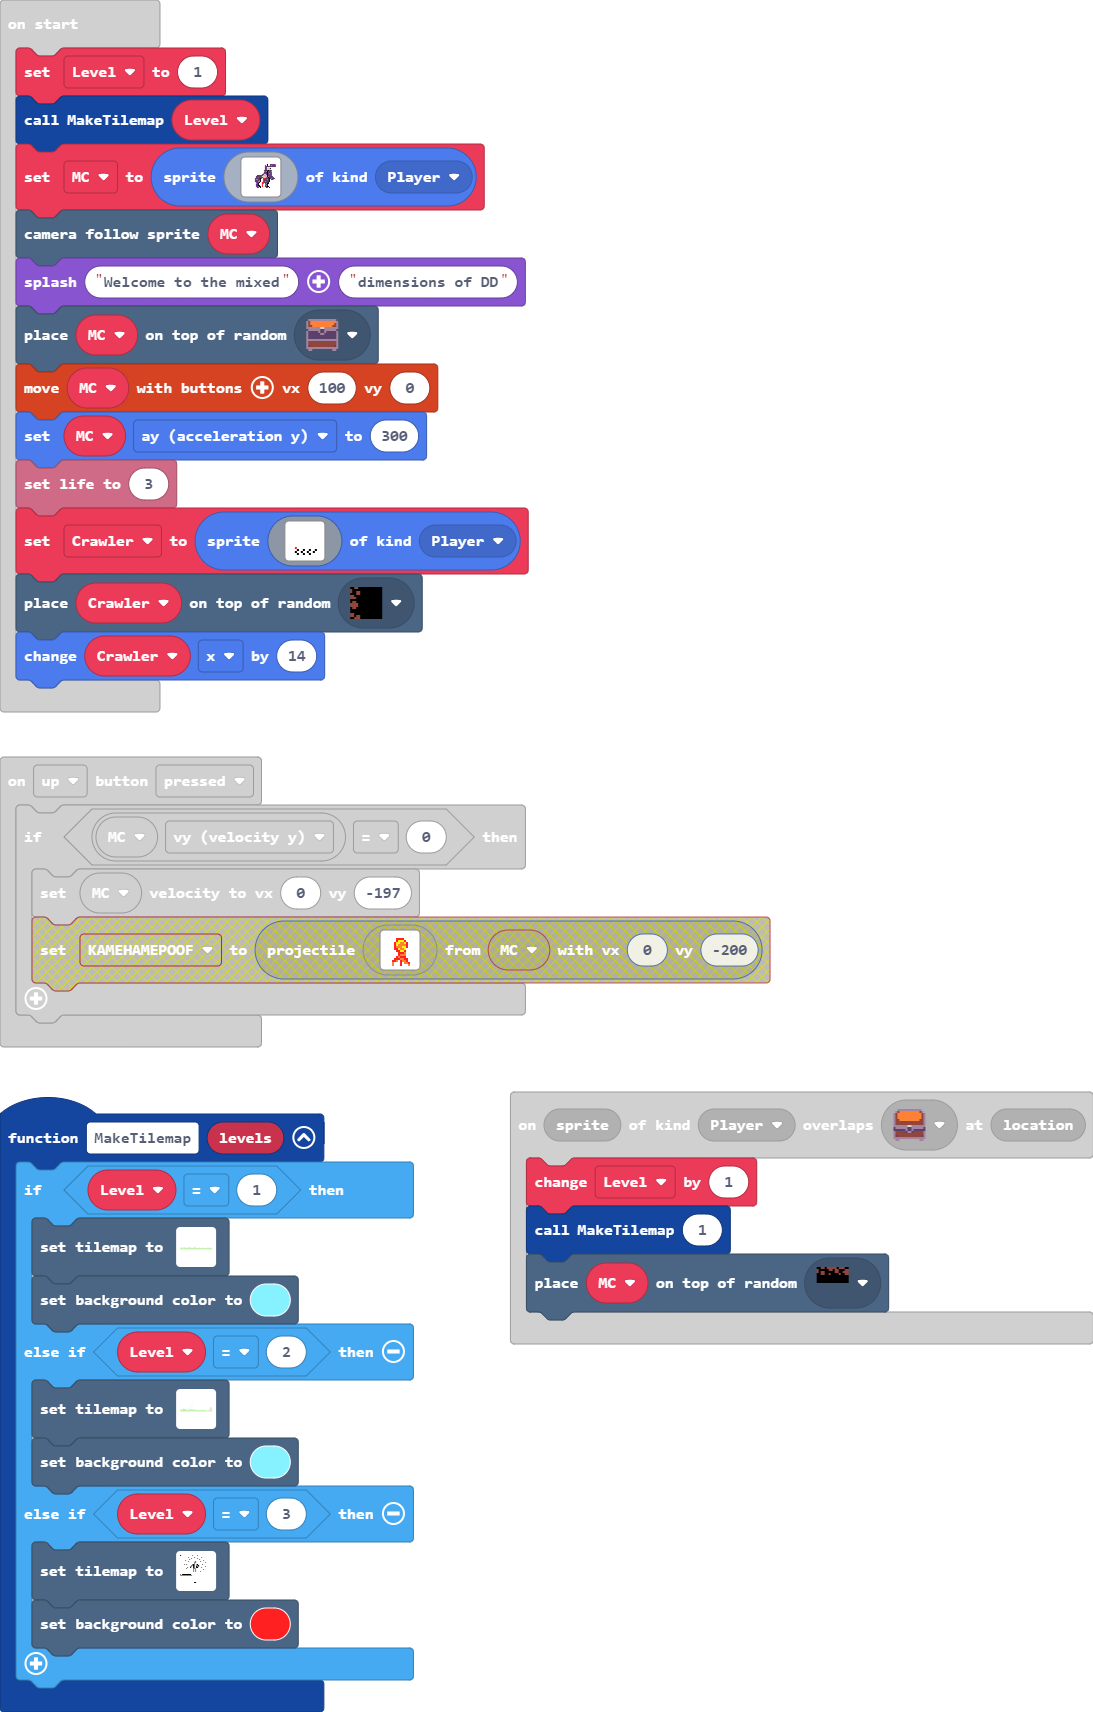 on start
set Level to 1
call MakeTilemap Level
set MC to sprite of kind Player
camera follow sprite MC
splash "Welcome to the mixed" "dimensions of DD"
place MC on top of random
move MC with buttons vx 100 vy 0
set MC ay (acceleration y) to 300
set life to 3
set Crawler to sprite of kind Player
place Crawler on top of random
change Crawler x by 14
on up button pressed
if MC vy (velocity y) = 0 then
set MC velocity to vx 0 vy -197
set KAMEHAMEPOOF to projectile from MC with vx 0 vy -200
function MakeTilemap levels
if Level = 1 then
set tilemap to
set background color to
else if Level = 2 then
set tilemap to
set background color to
else if Level = 3 then
set tilemap to
set background color to
on sprite of kind Player overlaps at location
change Level by 1
call MakeTilemap 1
place MC on top of random